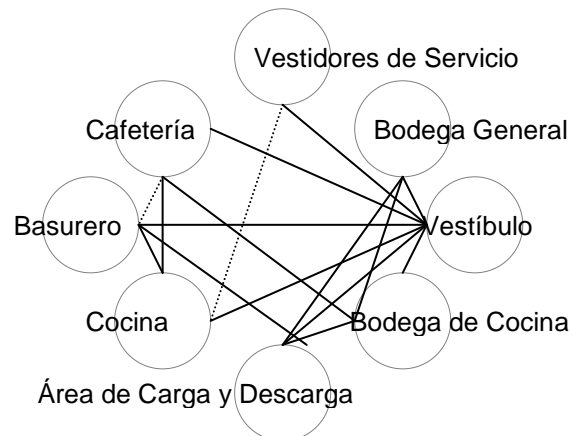 Vestidores de Servicio
Cafetería
Bodega General
Basurero
Vestíbulo
Cocina
Bodega de Cocina
Área de Carga y Descarga